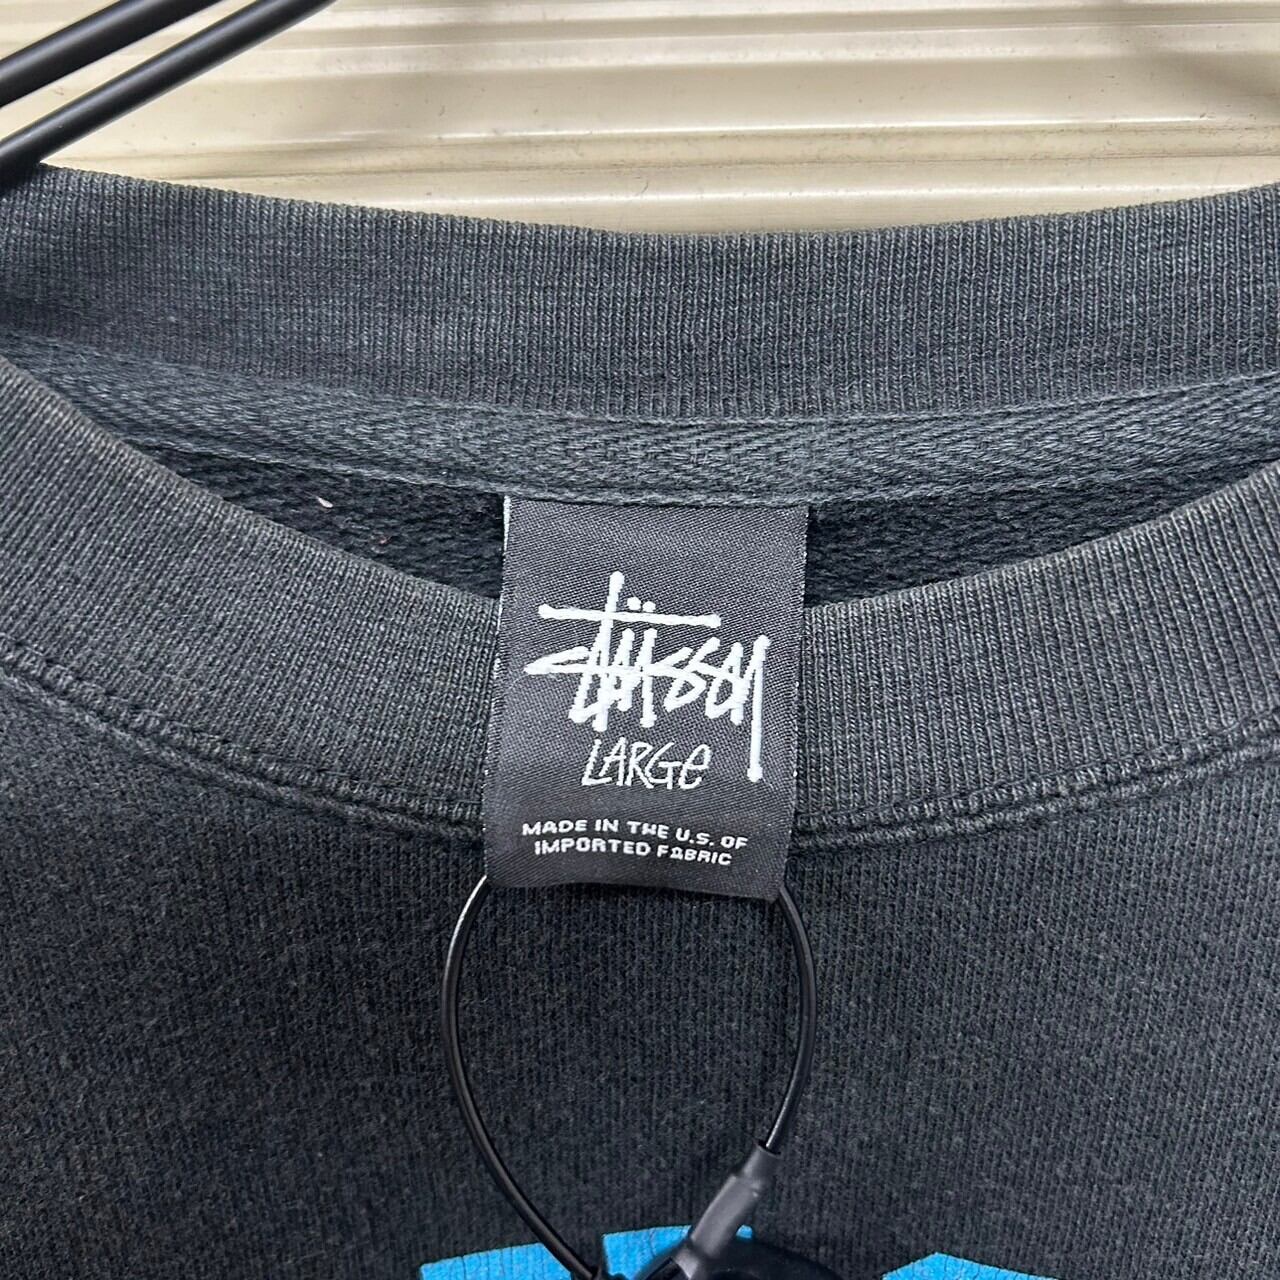 stüssy
LARGe
MADE IN THE U.S. OF
IMPORTED FABRIC